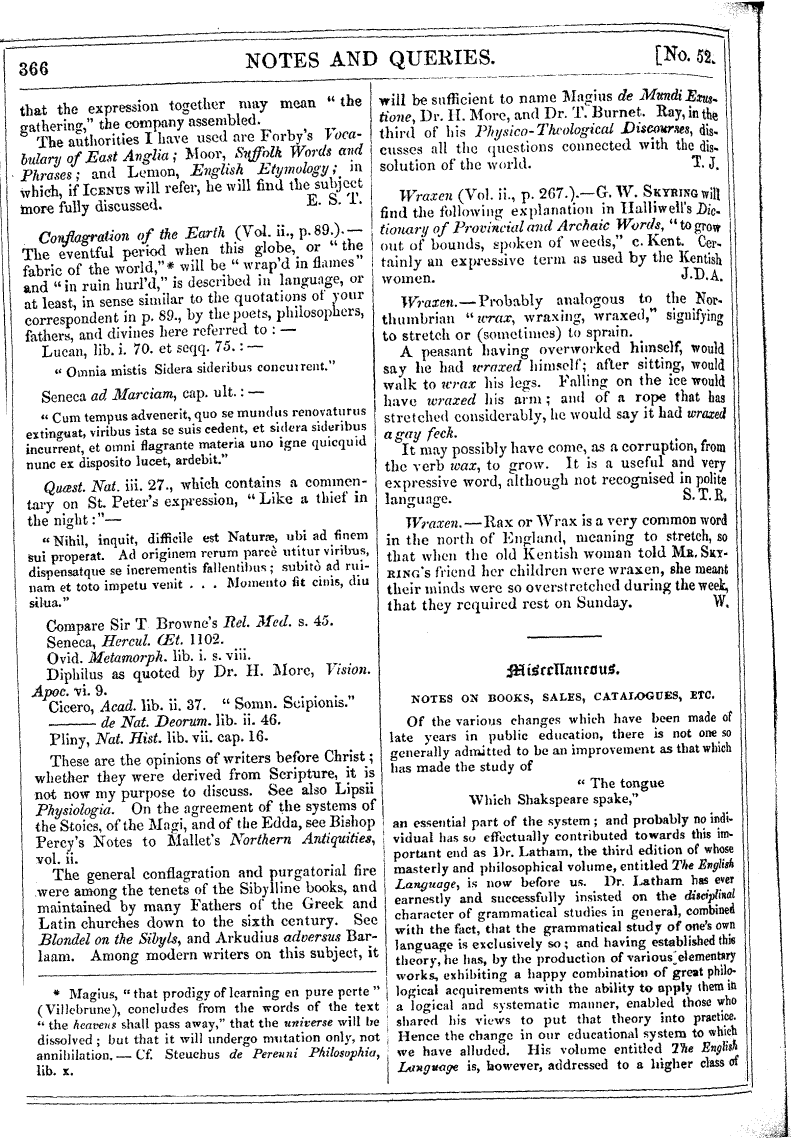 366
NOTES AND QUERIES.
[No. 52.
that the expression together may mean “the
gathering,” the company assembled.
The authorities I have used are Forby's Voca-
bulary of East Anglia; Moor, Suffolk Words and
Phrases; and Lemon, English Etymology; in
which, if ICENUS will refer, he will find the subject
more fully discussed. E. S. T.
Conflagration of the Earth (Vol. ii., p. 89.).—
The eventful period when this globe, or “the
fabric of the world,”* will be “wrap'd in flames”
and “in ruin hurl'd,” is described in language, or
at least, in sense similar to the quotations of your
correspondent in p. 89., by the poets, philosophers,
fathers, and divines here referred to : —
Lucan, lib. i. 70. et seqq. 75. : —
“Omnia mistis Sidera sideribus concurrent.”
Seneca ad Marciam, cap. ult. : —
“Cum tempus advenerit, quo se mundus renovaturus
extinguat, viribus ista se suis cedent, et sidera sideribus
incurrent, et omni flagrante materia uno igne quicquid
nunc ex disposito lucet, ardebit.”
Quæst. Nat. iii. 27., which contains a commen-
tary on St. Peter's expression, “Like a thief in
the night:”—
“Nihil, inquit, difficile est Naturæ, ubi ad finem
sui properat. Ad originem rerum parcè utitur viribus,
dispensatque se incrementis fallentibus; subitò ad rui-
nam et toto impetu venit . . . Momento fit cinis, diu
silua.”
Compare Sir T Browne's Rel. Med. s. 45.
Seneca, Hercul. Œt. 1102.
Ovid. Metamorph. lib. i. s. viii.
Diphilus as quoted by Dr. H. More, Vision.
Apoc. vi. 9.
Cicero, Acad. lib. ii. 37. “Somn. Scipionis.”
——— de Nat. Deorum. lib. ii. 46.
Pliny, Nat. Hist. lib. vii. cap. 16.
These are the opinions of writers before Christ;
whether they were derived from Scripture, it is
not now my purpose to discuss. See also Lipsii
Physiologia. On the agreement of the systems of
the Stoics, of the Magi, and of the Edda, see Bishop
Percy's Notes to Mallet's Northern Antiquities,
vol. ii.
The general conflagration and purgatorial fire
were among the tenets of the Sibylline books, and
maintained by many Fathers of the Greek and
Latin churches down to the sixth century. See
Blondel on the Sibyls, and Arkudius adversus Bar-
laam. Among modern writers on this subject, it
* Magius, “that prodigy of learning en pure perte”
(Villebrune), concludes from the words of the text
“the heavens shall pass away,” that the universe will be
dissolved; but that it will undergo mutation only, not
annihilation. — Cf. Steuchus de Perenni Philosophia,
lib. x.
will be sufficient to name Magius de Mundi Exus-
tione, Dr. H. More, and Dr. T. Burnet. Ray, in the
third of his Physico-Theological Discourses, dis-
cusses all the questions connected with the dis-
solution of the world. T. J.
Wraxen (Vol. ii., p. 267.).—G. W. SKYRING will
find the following explanation in Halliwell's Dic-
tionary of Provincial and Archaic Words, “to grow
out of bounds, spoken of weeds,” c. Kent. Cer-
tainly an expressive term as used by the Kentish
women. J.D.A.
Wraxen.—Probably analogous to the Nor-
thumbrian “wrax, wraxing, wraxed,” signifying
to stretch or (sometimes) to sprain.
A peasant having overworked himself, would
say he had wraxed himself; after sitting, would
walk to wrax his legs. Falling on the ice would
have wraxed his arm; and of a rope that has
stretched considerably, he would say it had wraxed
a gay feck.
It may possibly have come, as a corruption, from
the verb wax, to grow. It is a useful and very
expressive word, although not recognised in polite
language. S.T.R.
Wraxen.—Rax or Wrax is a very common word
in the north of England, meaning to stretch, so
that when the old Kentish woman told MR. SKY-
RING's friend her children were wraxen, she meant
their minds were so overstretched during the week,
that they required rest on Sunday. W.
Miscellaneous.
NOTES ON BOOKS, SALES, CATALOGUES, ETC.
Of the various changes which have been made of
late years in public education, there is not one so
generally admitted to be an improvement as that which
has made the study of
“The tongue
Which Shakspeare spake,”
an essential part of the system; and probably no indi-
vidual has so effectually contributed towards this im-
portant end as Dr. Latham, the third edition of whose
masterly and philosophical volume, entitled The English
Language, is now before us. Dr. Latham has ever
earnestly and successfully insisted on the disciplinal
character of grammatical studies in general, combined
with the fact, that the grammatical study of one's own
language is exclusively so; and having established this
theory, he has, by the production of various elementary
works, exhibiting a happy combination of great philo-
logical acquirements with the ability to apply them in
a logical and systematic manner, enabled those who
shared his views to put that theory into practice.
Hence the change in our educational system to which
we have alluded. His volume entitled The English
Language is, however, addressed to a higher class of